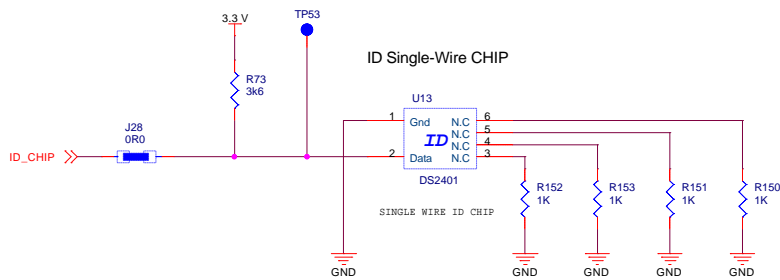 3.3 V
TP53
ID Single-Wire CHIP
R73
3k6
U13
J28
0R0
ID_CHIP
1
2
Gnd
Data
ID
N.C
N.C
N.C
N.C
6
5
4
3
DS2401
SINGLE WIRE ID CHIP
R152
1K
R153
1K
R151
1K
R150
1K
GND
GND
GND
GND
GND